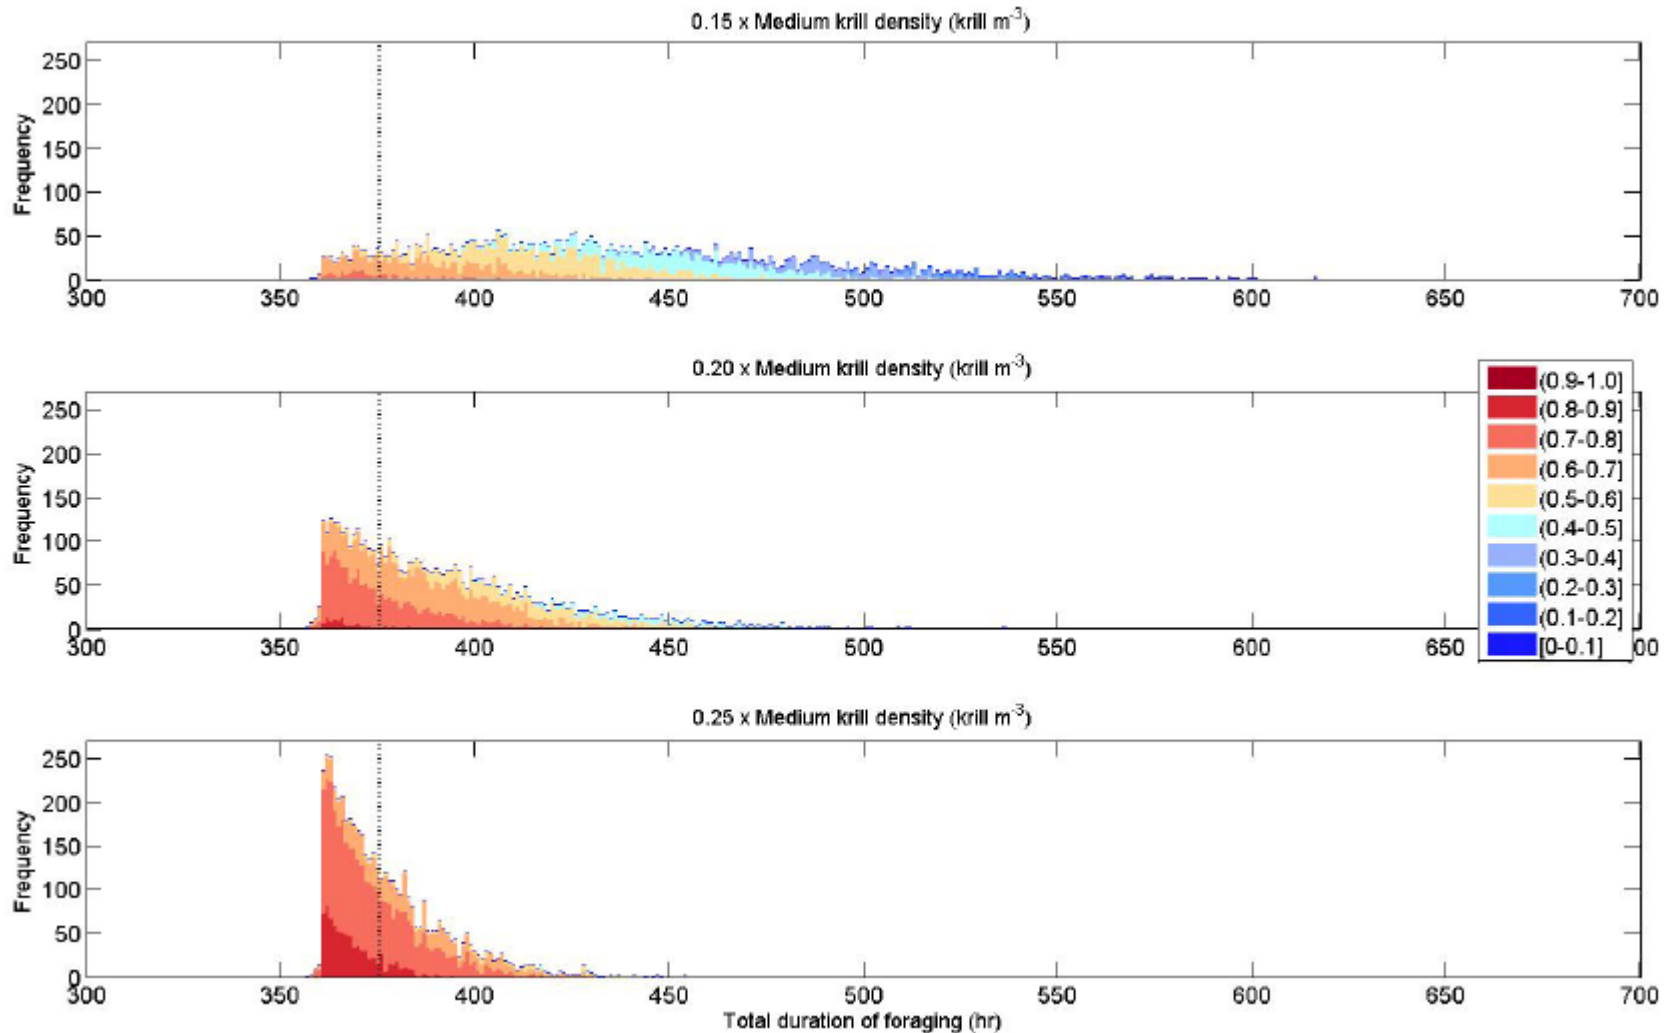 0.15 x Medium krill density (krill m-3)
Frequency
250
200
150
100
50
0
300 350 400 450 500 550 600 650 700
0.20 x Medium krill density (krill m-3)
Frequency
250
200
150
100
50
0
300 350 400 450 500 550 600 650 00
(0.9-1.0]
(0.8-0.9]
(0.7-0.8]
(0.6-0.7]
(0.5-0.6]
(0.4-0.5]
(0.3-0.4]
(0.2-0.3]
(0.1-0.2]
[0-0.1]
0.25 x Medium krill density (krill m-3)
Frequency
250
200
150
100
50
0
300 350 400 450 500 550 600 650 700
Total duration of foraging (hr)